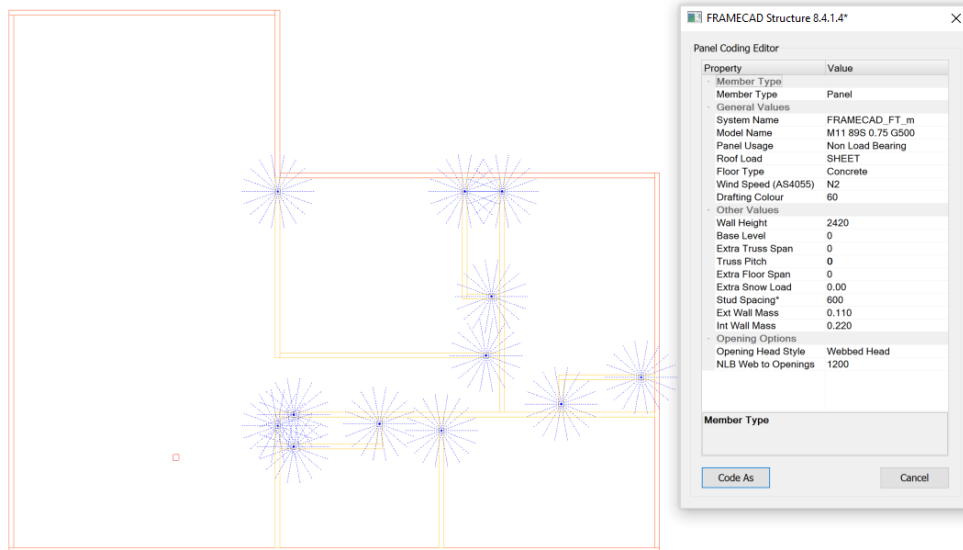 FRAMECAD Structure 8.4.1.4*
Panel Coding Editor
Property Value
Member Type
Member Type Panel
General Values
System Name FRAMECAD_FT_m
Model Name M11 89S 0.75 G500
Panel Usage Non Load Bearing
Roof Load SHEET
Floor Type Concrete
Wind Speed (AS4055) N2
Drafting Colour 60
Other Values
Wall Height 2420
Base Level 0
Extra Truss Span 0
Truss Pitch 0
Extra Floor Span 0
Extra Snow Load 0.00
Stud Spacing* 600
Ext Wall Mass 0.110
Int Wall Mass 0.220
Opening Options
Opening Head Style Webbed Head
NLB Web to Openings 1200
Member Type
Code As Cancel